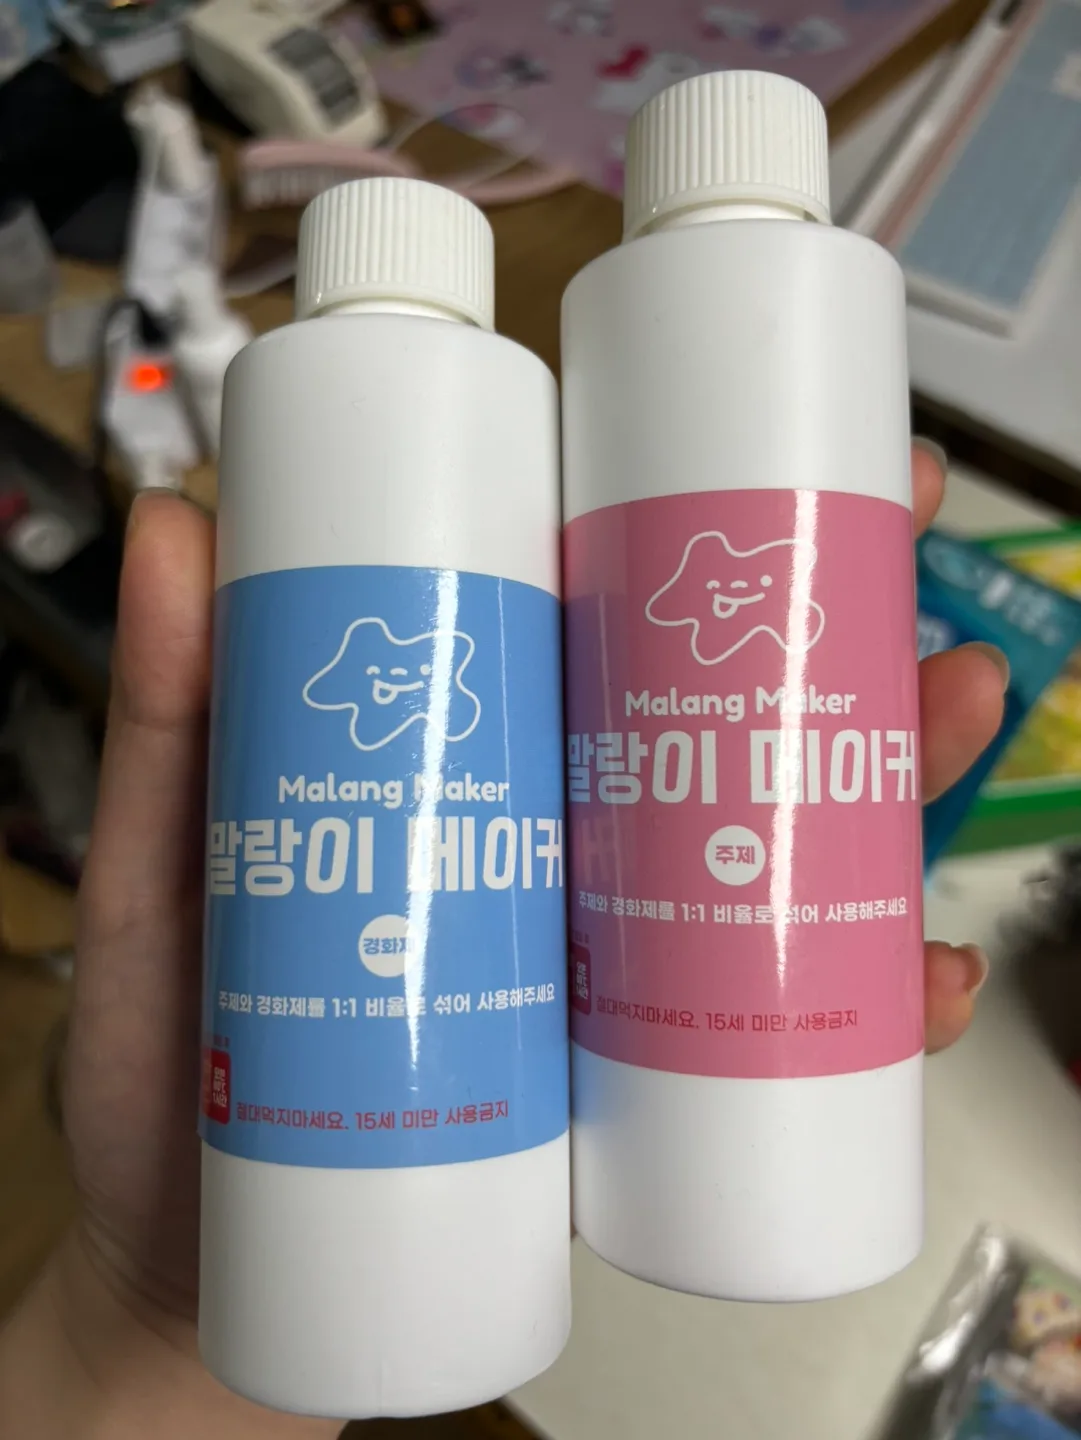 Malang Maker
말랑이 메이커
경화제
주제와 경화제를 1:1 비율로 섞어 사용해주세요
절대먹지마세요. 15세 미만 사용금지
Malang Maker
말랑이 메이커
주제
주제와 경화제를 1:1 비율로 섞어 사용해주세요
절대먹지마세요. 15세 미만 사용금지